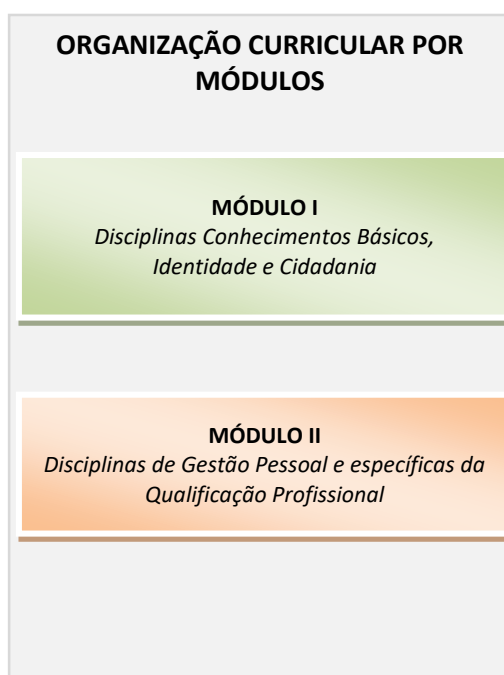 ORGANIZAÇÃO CURRICULAR POR
MÓDULOS
MÓDULO I
Disciplinas Conhecimentos Básicos,
Identidade e Cidadania
MÓDULO II
Disciplinas de Gestão Pessoal e específicas da
Qualificação Profissional